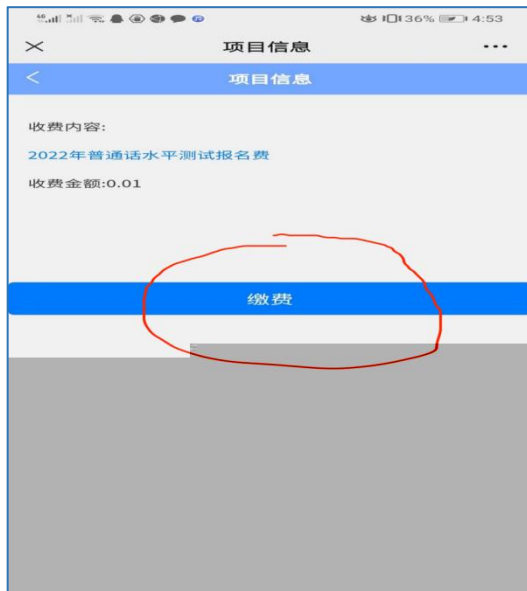 36% 4:53
项目信息
项目信息
收费内容:
2022年普通话水平测试报名费
收费金额:0.01
缴费